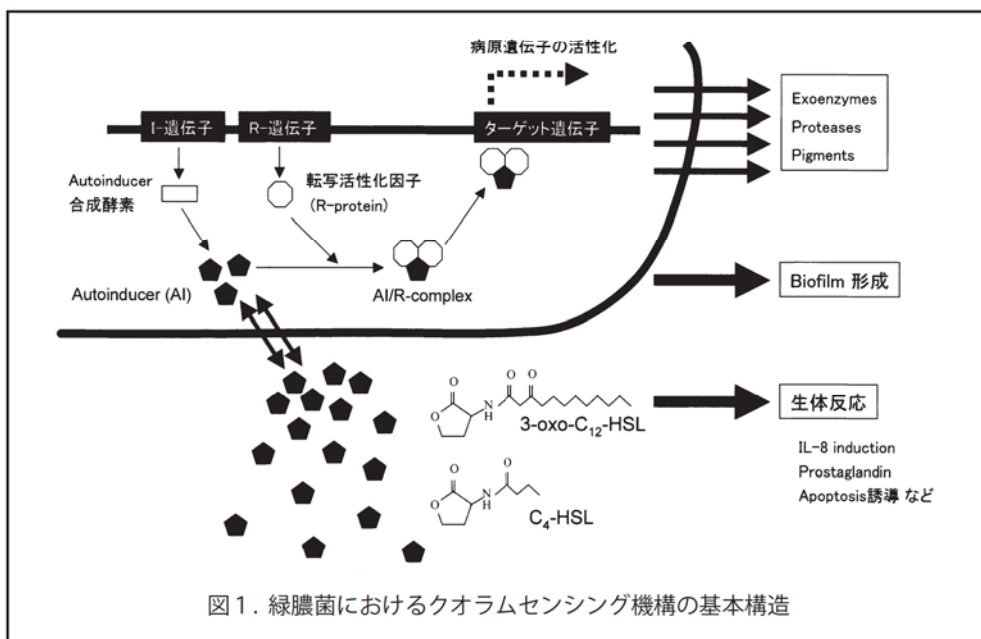 病原遺伝子の活性化
I-遺伝子
R-遺伝子
ターゲット遺伝子
Exoenzymes
Proteases
Pigments
Autoinducer
合成酵素
転写活性化因子
(R-protein)
Autoinducer (AI)
AI/R-complex
Biofilm 形成
O
O
O
O
N
H
3-oxo-C₁₂-HSL
生体反応
IL-8 induction
Prostaglandin
Apoptosis誘導 など
O
O
O
N
H
C₄-HSL
図1. 緑膿菌におけるクオラムセンシング機構の基本構造